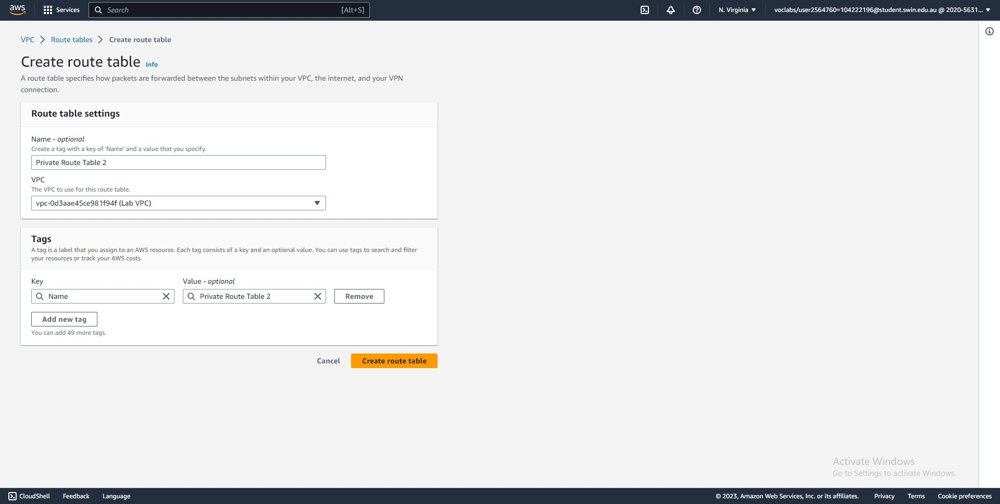 aws
Services
Search
[Alt+S]
N. Virginia
voclabs/user2564760=104222196@student.swin.edu.au @ 2020-5631...
VPC
Route tables
Create route table
Create route table
Info
A route table specifies how packets are forwarded between the subnets within your VPC, the internet, and your VPN
connection.
Route table settings
Name - optional
Create a tag with a key of 'Name' and a value that you specify.
Private Route Table 2
VPC
The VPC to use for this route table.
vpc-0d3aae45ce981f94f (Lab VPC)
Tags
A tag is a label that you assign to an AWS resource. Each tag consists of a key and an optional value. You can use tags to search and filter
your resources or track your AWS costs.
Key
Value - optional
Name
Private Route Table 2
Remove
Add new tag
You can add 49 more tags.
Cancel
Create route table
Activate Windows
Go to Settings to activate Windows.
CloudShell
Feedback
Language
© 2023, Amazon Web Services, Inc. or its affiliates.
Privacy
Terms
Cookie preferences